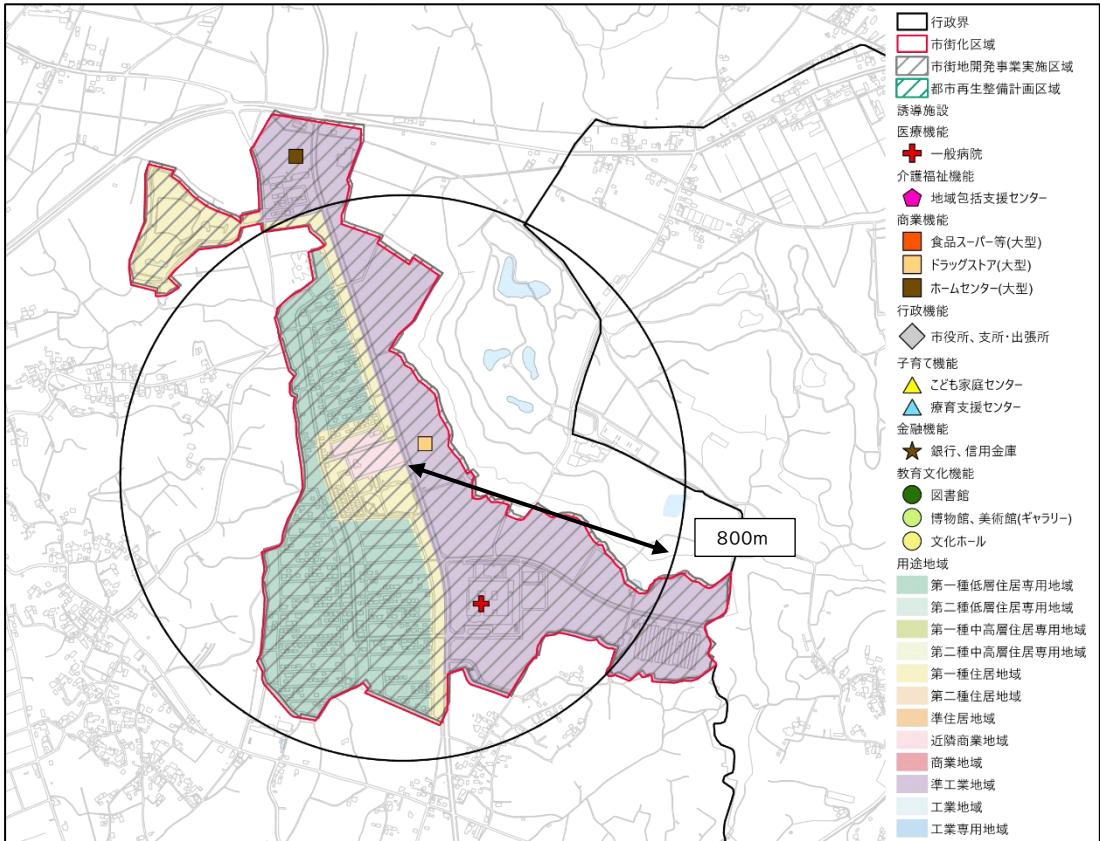 行政界
市街化区域
市街地開発事業実施区域
都市再生整備計画区域
誘導施設
医療機能
一般病院
介護福祉機能
地域包括支援センター
商業機能
食品スーパー等(大型)
ドラッグストア(大型)
ホームセンター(大型)
行政機能
市役所、支所・出張所
子育て機能
こども家庭センター
療育支援センター
金融機能
銀行、信用金庫
教育文化機能
図書館
博物館、美術館(ギャラリー)
文化ホール
用途地域
第一種低層住居専用地域
第二種低層住居専用地域
第一種中高層住居専用地域
第二種中高層住居専用地域
第一種住居地域
第二種住居地域
準住居地域
近隣商業地域
商業地域
準工業地域
工業地域
工業専用地域
800m